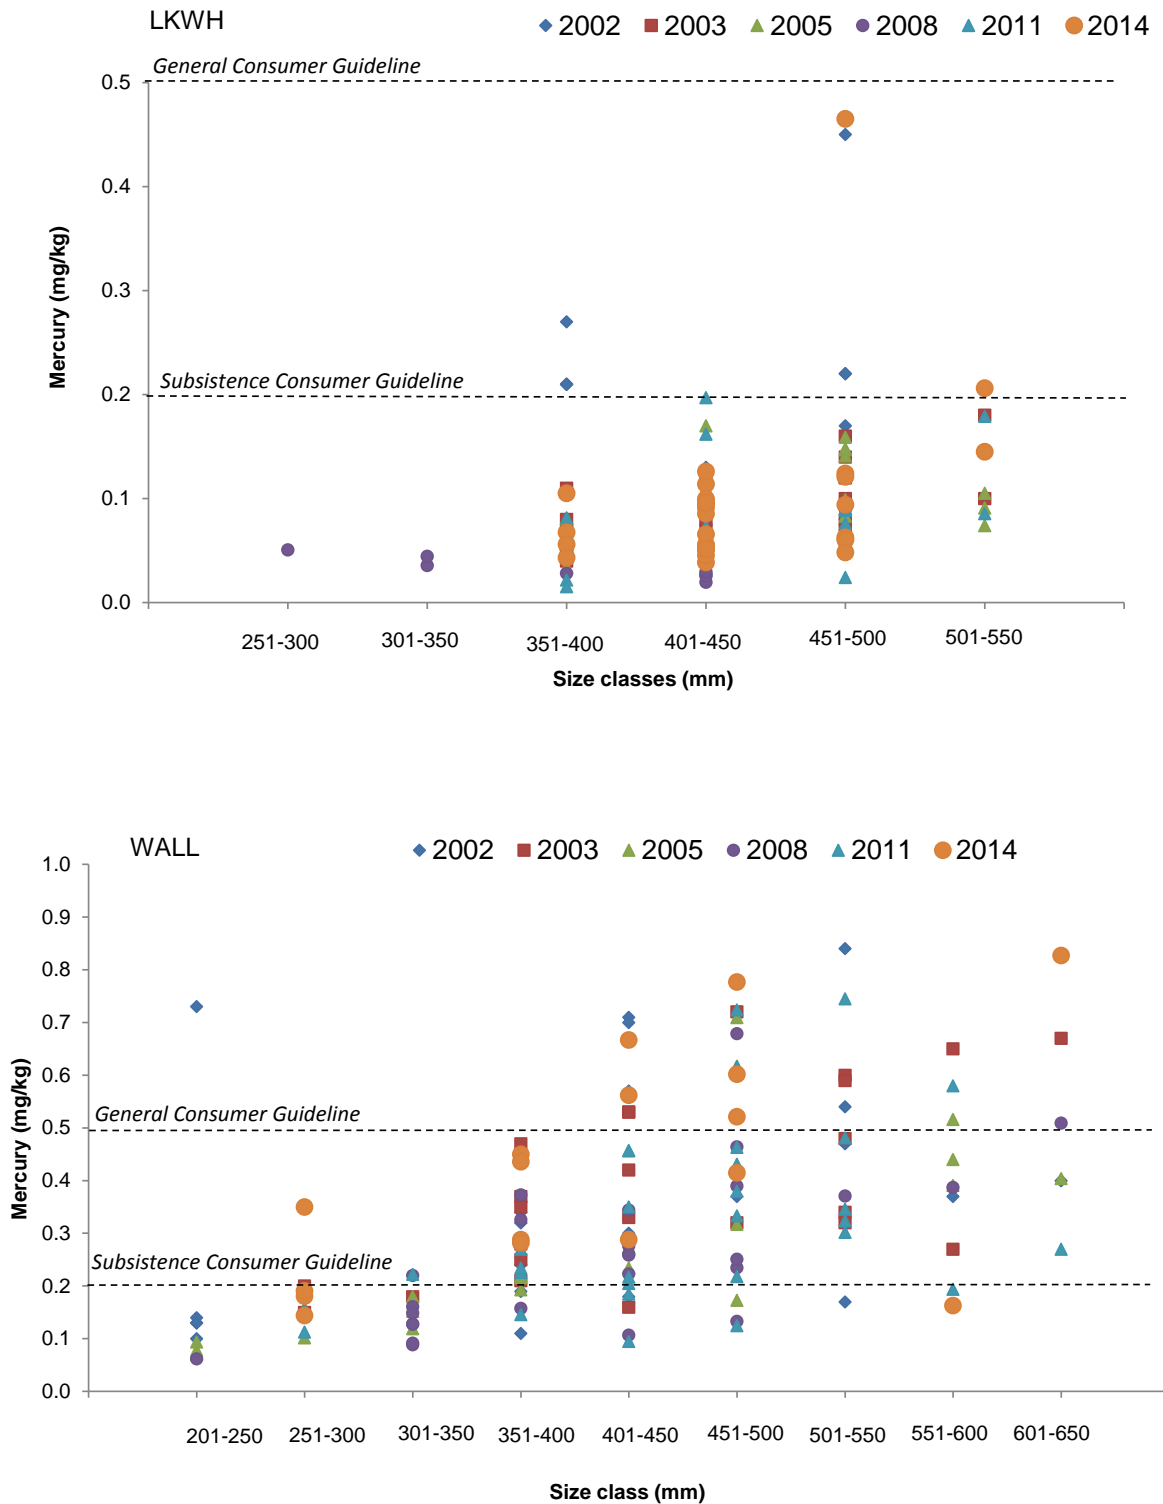 LKWH
2002 2003 2005 2008 2011 2014
General Consumer Guideline
0.5
0.4
0.3
Subsistence Consumer Guideline
0.2
0.1
0.0
Mercury (mg/kg)
251-300 301-350 351-400 401-450 451-500 501-550
Size classes (mm)
WALL
2002 2003 2005 2008 2011 2014
1.0
0.9
0.8
0.7
0.6
General Consumer Guideline
0.5
0.4
0.3
Subsistence Consumer Guideline
0.2
0.1
0.0
Mercury (mg/kg)
201-250 251-300 301-350 351-400 401-450 451-500 501-550 551-600 601-650
Size class (mm)